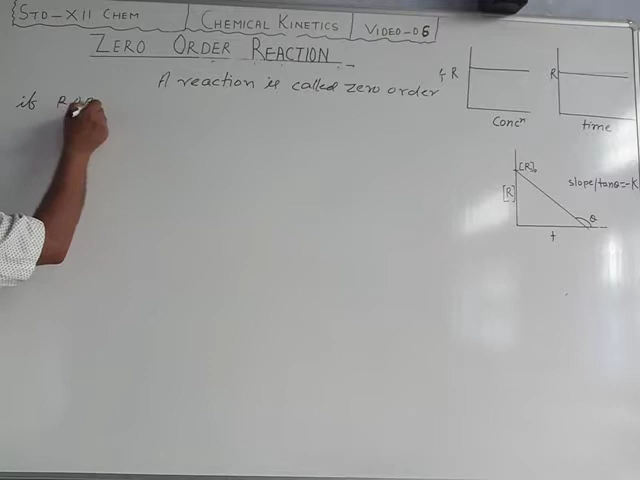 STD-XII CHEM
CHEMICAL KINETICS
VIDEO-06
ZERO ORDER REACTION
A reaction is called zero order
if
R
Concⁿ
R
time
[R]₀
[R]
slope/tanθ=-K
θ
t